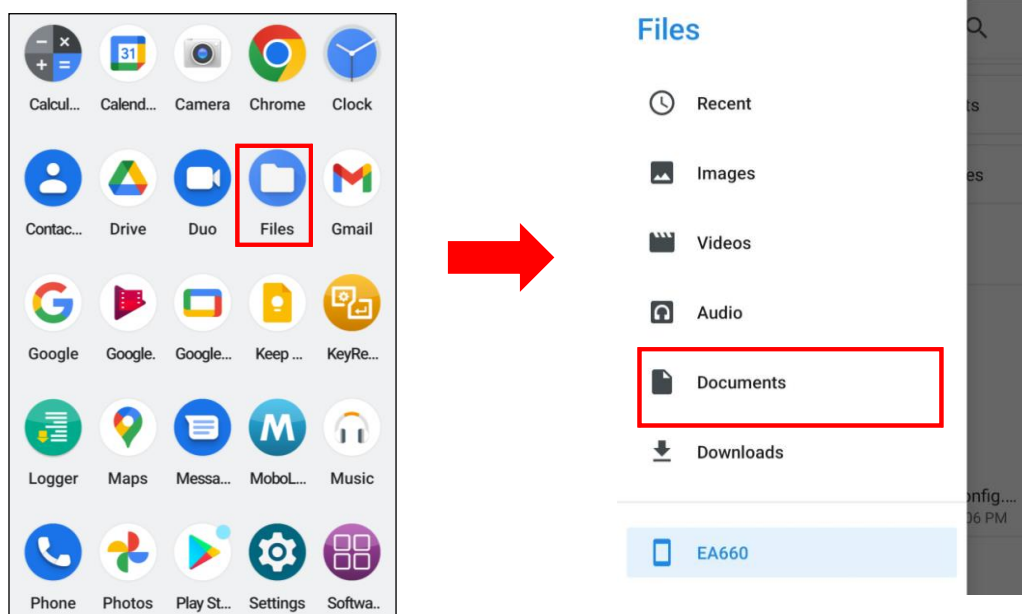 31
Calcul...
Calend...
Camera
Chrome
Clock
Contac...
Drive
Duo
Files
Gmail
Google
Google.
Google...
Keep ...
KeyRe...
Logger
Maps
Messa...
MoboL...
Music
Phone
Photos
Play St...
Settings
Softwa..
Files
Recent
Images
Videos
Audio
Documents
Downloads
EA660
ts
es
onfig....
06 PM